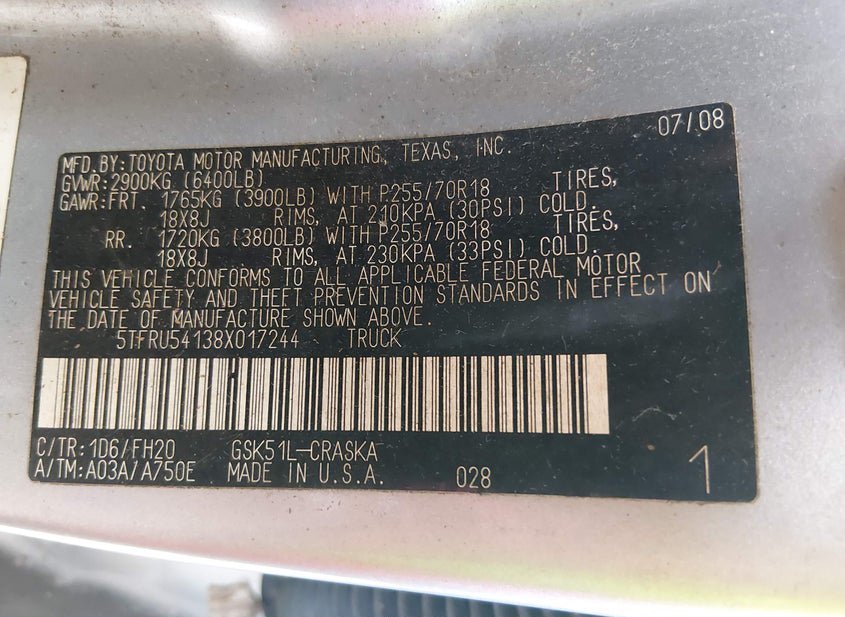 07/08
MFD. BY: TOYOTA MOTOR MANUFACTURING, TEXAS, INC.
GVWR: 2900KG (6400LB)
GAWR: FRT. 1765KG (3900LB) WITH P255/70R18 TIRES,
18X8J RIMS, AT 210KPA (30PSI) COLD.
RR. 1720KG (3800LB) WITH P255/70R18 TIRES,
18X8J RIMS, AT 230KPA (33PSI) COLD.
THIS VEHICLE CONFORMS TO ALL APPLICABLE FEDERAL MOTOR
VEHICLE SAFETY AND THEFT PREVENTION STANDARDS IN EFFECT ON
THE DATE OF MANUFACTURE SHOWN ABOVE.
5TFRU54138X017244 TRUCK
C/TR: 1D6/FH20 GSK51L-CRASKA
A/TM: A03A/A750E MADE IN U.S.A. 028 1